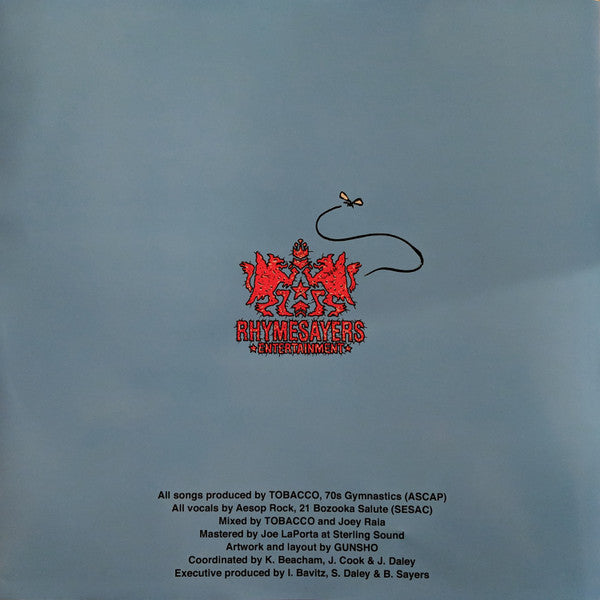 RHYMESAYERS
★ENTERTAINMENT★
All songs produced by TOBACCO, 70s Gymnastics (ASCAP)
All vocals by Aesop Rock, 21 Bozooka Salute (SESAC)
Mixed by TOBACCO and Joey Raia
Mastered by Joe LaPorta at Sterling Sound
Artwork and layout by GUNSHO
Coordinated by K. Beacham, J. Cook & J. Daley
Executive produced by I. Bavitz, S. Daley & B. Sayers